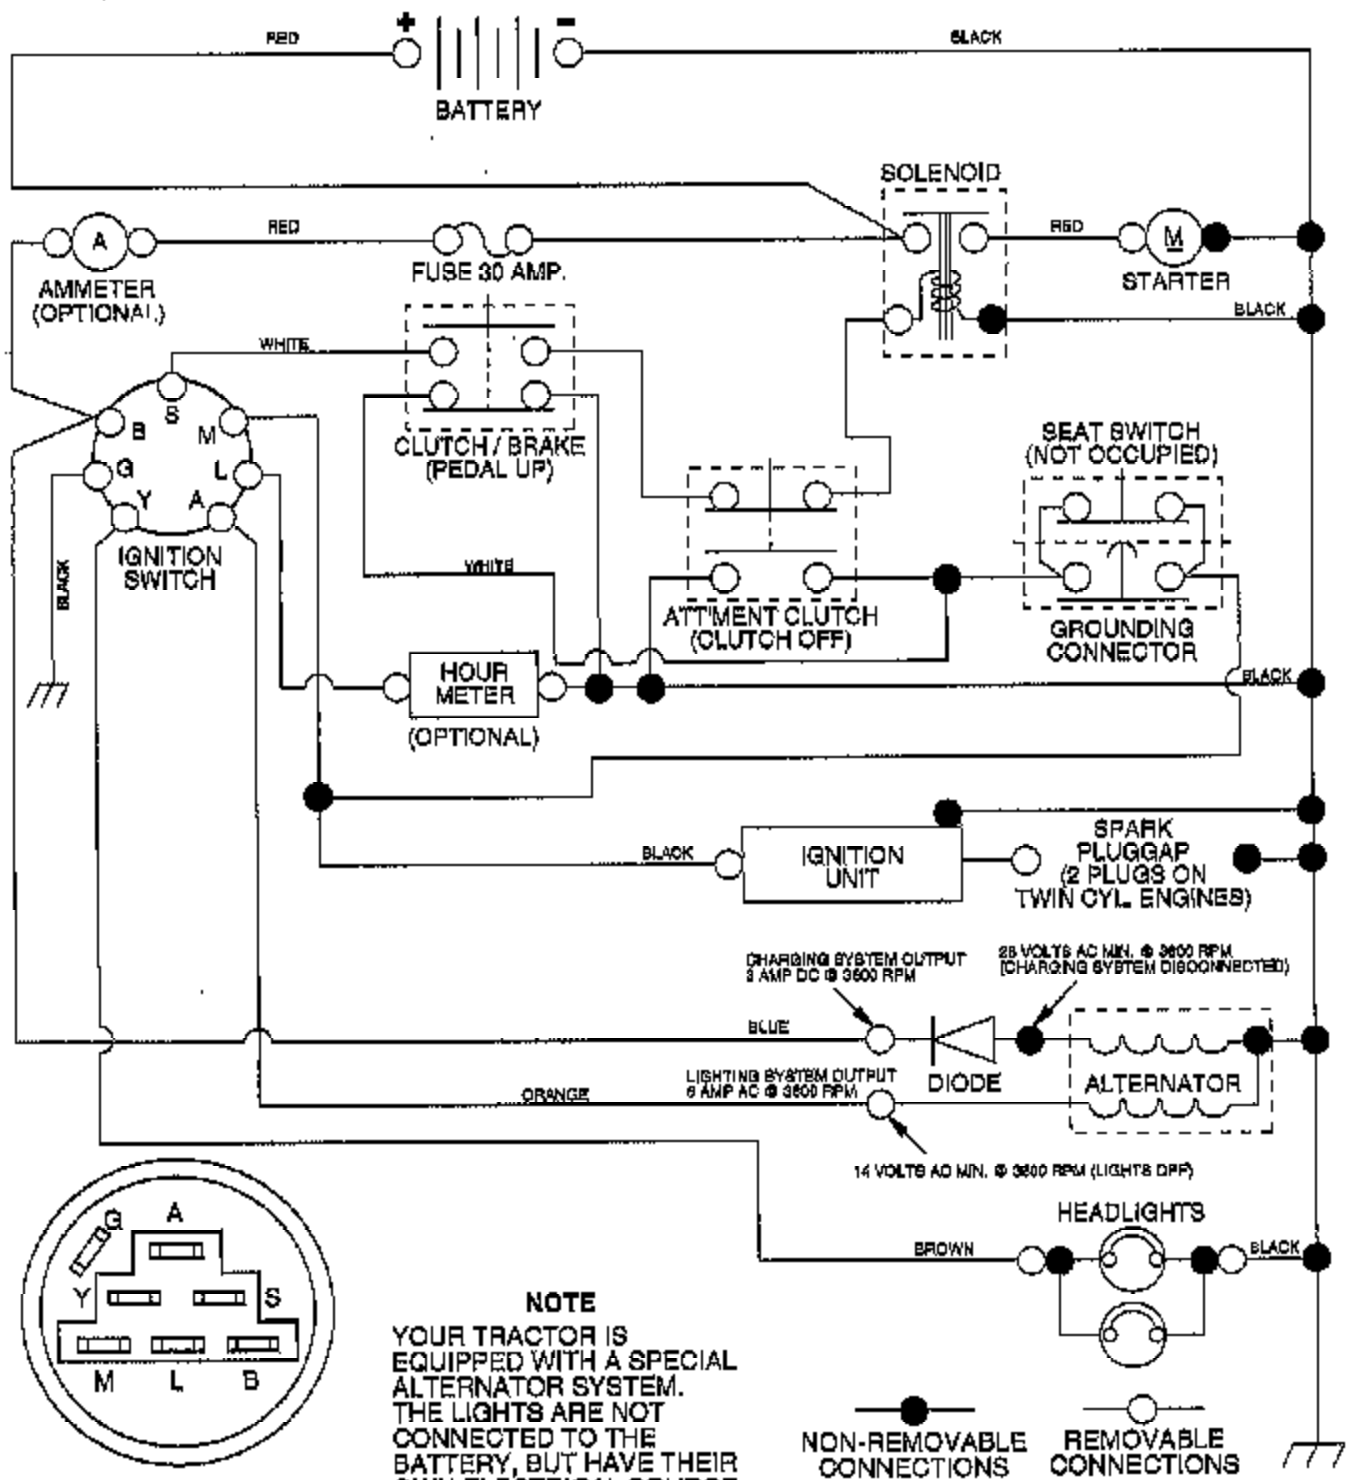 + -
RED
BLACK
BATTERY
SOLENOID
A
RED
RED
M
AMMETER
(OPTIONAL)
FUSE 30 AMP.
STARTER
BLACK
WHITE
S
B
M
G
L
Y
A
IGNITION
SWITCH
BLACK
CLUTCH / BRAKE
(PEDAL UP)
SEAT SWITCH
(NOT OCCUPIED)
WHITE
ATT'MENT CLUTCH
(CLUTCH OFF)
GROUNDING
CONNECTOR
HOUR
METER
(OPTIONAL)
BLACK
BLACK
IGNITION
UNIT
SPARK
PLUGGAP
(2 PLUGS ON
TWIN CYL. ENGINES)
CHARGING SYSTEM OUTPUT
3 AMP DC @ 3600 RPM
28 VOLTS AC MIN. @ 3600 RPM
(CHARGING SYSTEM DISCONNECTED)
BLUE
DIODE
ALTERNATOR
LIGHTING SYSTEM OUTPUT
5 AMP AC @ 3600 RPM
ORANGE
14 VOLTS AC MIN. @ 3600 RPM (LIGHTS OFF)
HEADLIGHTS
BROWN
BLACK
G
A
Y
S
M
L
B
NOTE
YOUR TRACTOR IS
EQUIPPED WITH A SPECIAL
ALTERNATOR SYSTEM.
THE LIGHTS ARE NOT
CONNECTED TO THE
BATTERY, BUT HAVE THEIR
NON-REMOVABLE
CONNECTIONS
REMOVABLE
CONNECTIONS